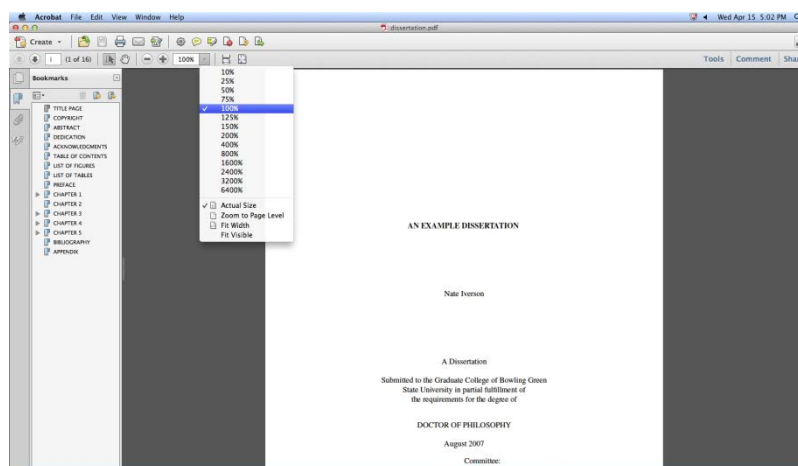 Acrobat File Edit View Window Help
Wed Apr 15 5:02 PM
dissertation.pdf
Create
i (1 of 16) 100%
Tools Comment Shar
Bookmarks
TITLE PAGE
COPYRIGHT
ABSTRACT
DEDICATION
ACKNOWLEDGMENTS
TABLE OF CONTENTS
LIST OF FIGURES
LIST OF TABLES
PREFACE
CHAPTER 1
CHAPTER 2
CHAPTER 3
CHAPTER 4
CHAPTER 5
BIBLIOGRAPHY
APPENDIX
10%
25%
50%
75%
100%
125%
150%
200%
400%
800%
1600%
2400%
3200%
6400%
Actual Size
Zoom to Page Level
Fit Width
Fit Visible
AN EXAMPLE DISSERTATION
Nate Iverson
A Dissertation
Submitted to the Graduate College of Bowling Green
State University in partial fulfillment of
the requirements for the degree of
DOCTOR OF PHILOSOPHY
August 2007
Committee: